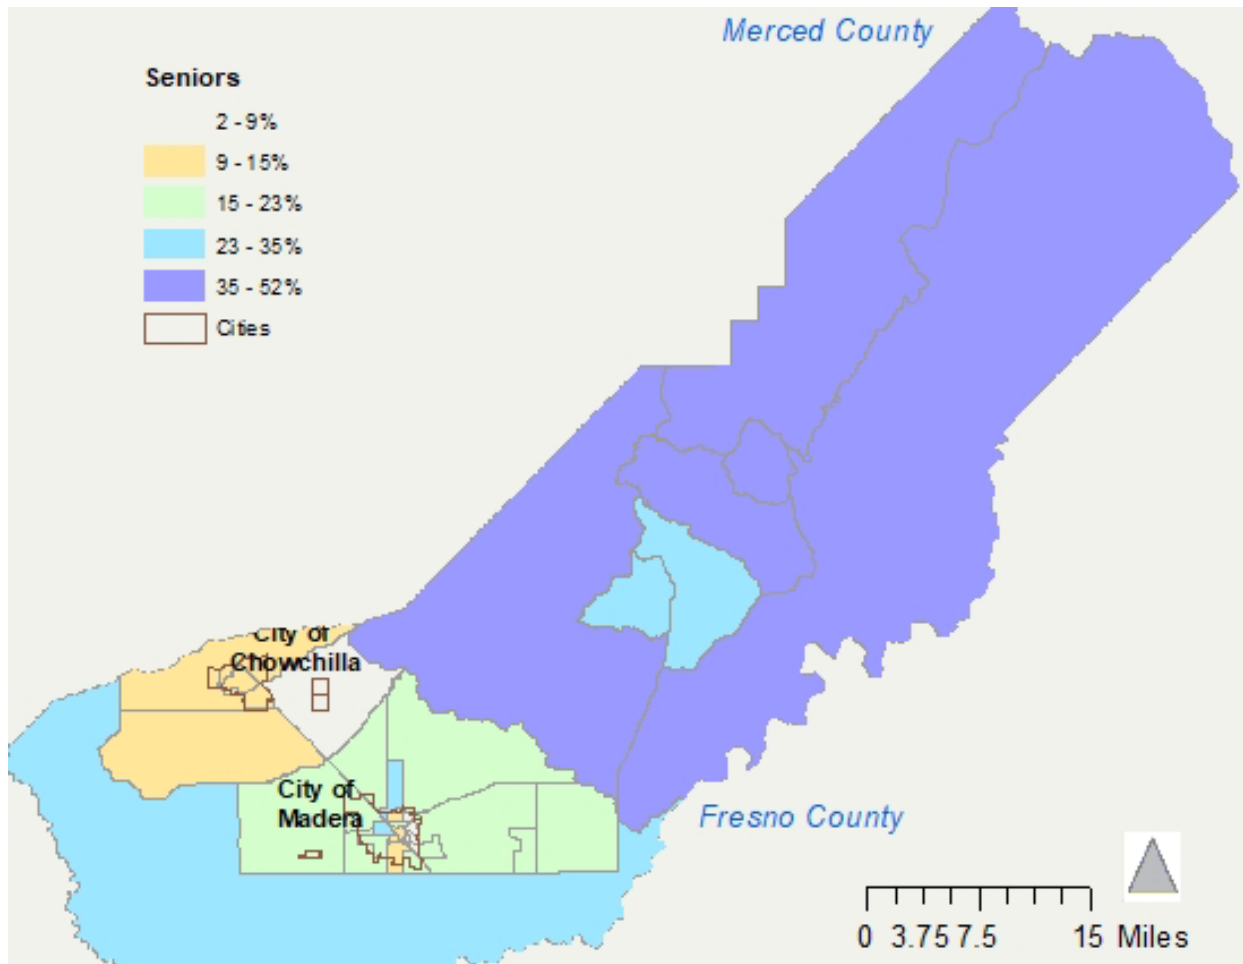 Merced County
Seniors
2 - 9%
9 - 15%
15 - 23%
23 - 35%
35 - 52%
Cities
City of
Chowchilla
City of
Madera
Fresno County
0 3.75 7.5 15 Miles